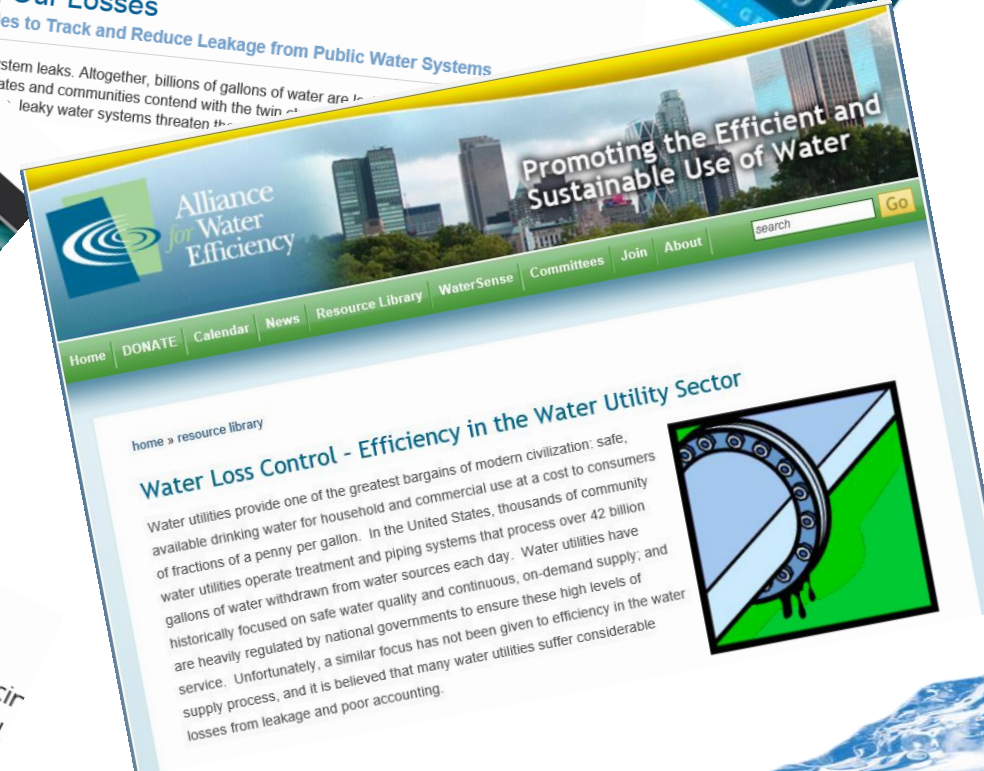 Our Losses
to Track and Reduce Leakage from Public Water Systems
leaks. Altogether, billions of gallons of water are
and communities contend with the twin
leaky water systems threaten
Alliance
for Water
Efficiency
Promoting the Efficient and
Sustainable Use of Water
search Go
Home DONATE Calendar News Resource Library WaterSense Committees Join About
home » resource library
Water Loss Control - Efficiency in the Water Utility Sector
Water utilities provide one of the greatest bargains of modern civilization: safe,
available drinking water for household and commercial use at a cost to consumers
of fractions of a penny per gallon. In the United States, thousands of community
water utilities operate treatment and piping systems that process over 42 billion
gallons of water withdrawn from water sources each day. Water utilities have
historically focused on safe water quality and continuous, on-demand supply; and
are heavily regulated by national governments to ensure these high levels of
service. Unfortunately, a similar focus has not been given to efficiency in the water
supply process, and it is believed that many water utilities suffer considerable
losses from leakage and poor accounting.